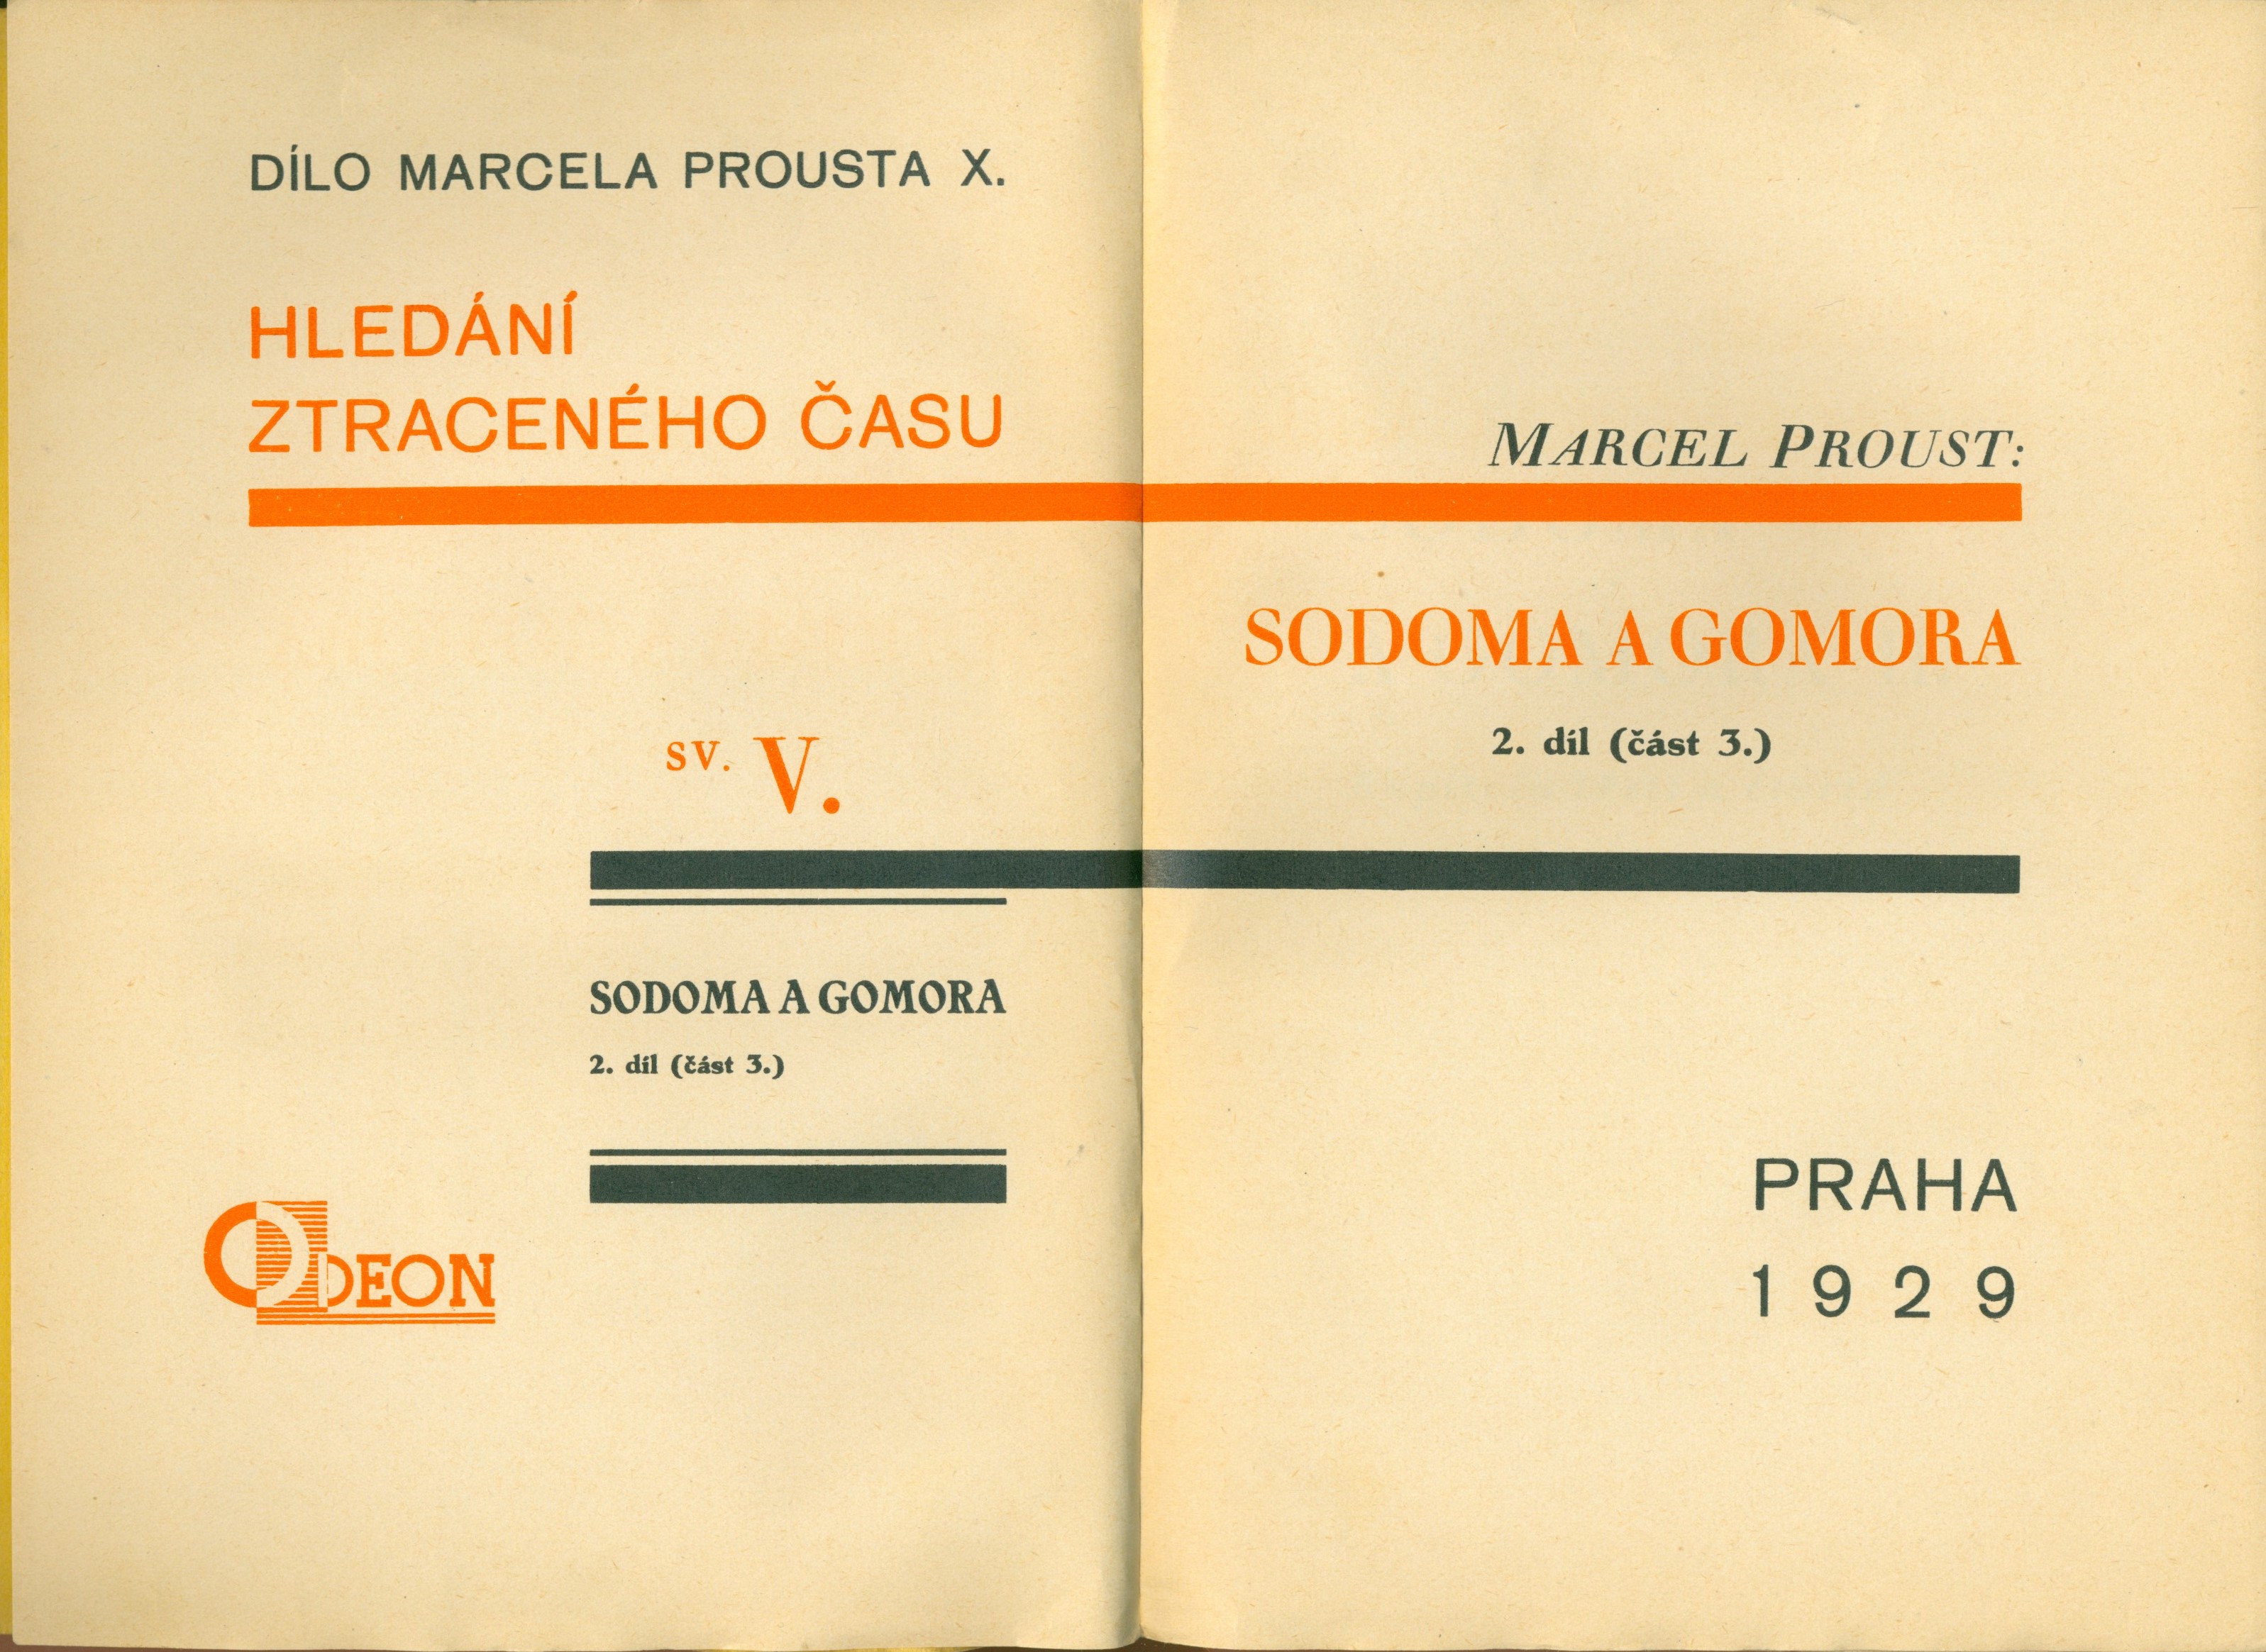 DÍLO MARCELA PROUSTA X.
HLEDÁNÍ
ZTRACENÉHO ČASU
sv. V.
SODOMA A GOMORA
2. díl (část 3.)
ODEON
MARCEL PROUST:
SODOMA A GOMORA
2. díl (část 3.)
PRAHA
1929